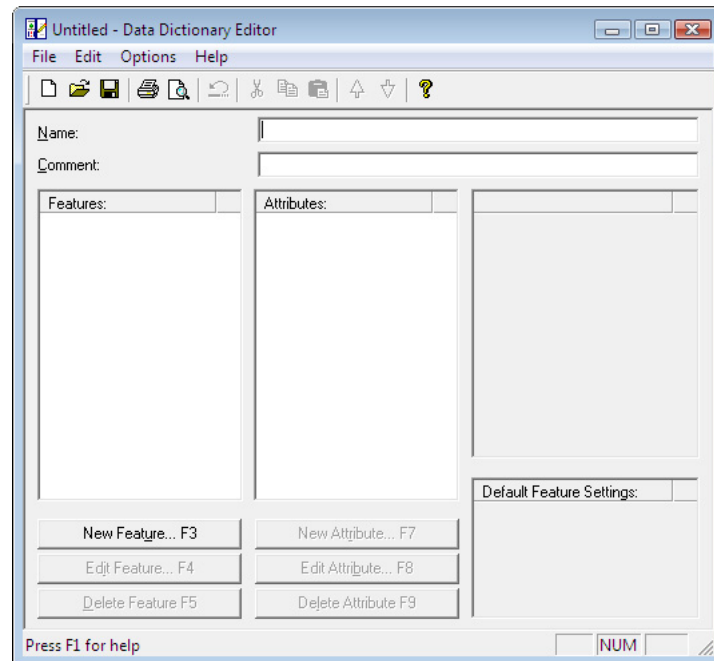 Untitled - Data Dictionary Editor
File Edit Options Help
Name:
Comment:
Features: Attributes:
Default Feature Settings:
New Feature... F3 New Attribute... F7
Edit Feature... F4 Edit Attribute... F8
Delete Feature F5 Delete Attribute F9
Press F1 for help NUM